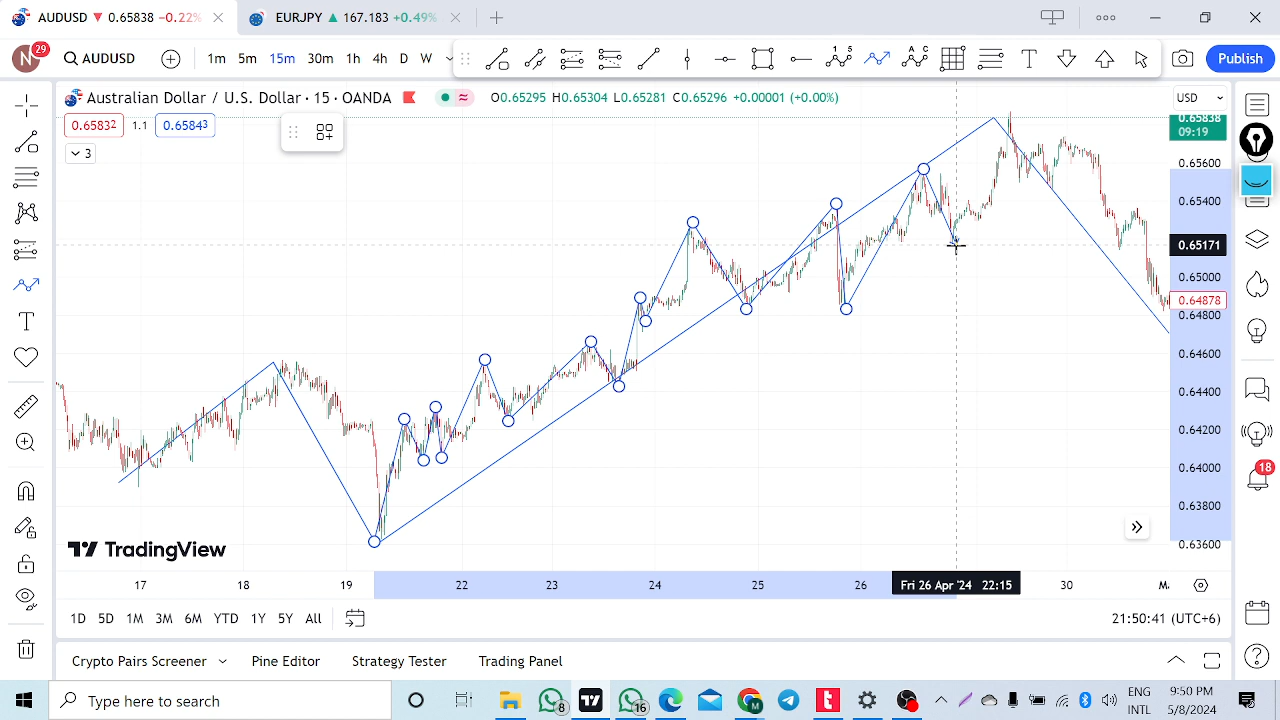 AUDUSD ▼ 0.65838 −0.22%
EURJPY ▲ 167.183 +0.49%
N
29
AUDUSD
1m 5m 15m 30m 1h 4h D W
1 5
A C
T
Publish
Australian Dollar / U.S. Dollar · 15 · OANDA
O0.65295 H0.65304 L0.65281 C0.65296 +0.00001 (+0.00%)
USD
0.65832
1.1
0.65843
3
0.65838
09:19
0.65600
0.65400
0.65171
0.65000
0.64878
0.64800
0.64600
0.64400
0.64200
0.64000
0.63800
0.63600
T
18
TradingView
17 18 19 22 23 24 25 26 Fri 26 Apr '24 22:15 30 M
1D 5D 1M 3M 6M YTD 1Y 5Y All
21:50:41 (UTC+6)
Crypto Pairs Screener Pine Editor Strategy Tester Trading Panel
Type here to search
8
16
M
t
ENG
INTL
9:50 PM
5/8/2024